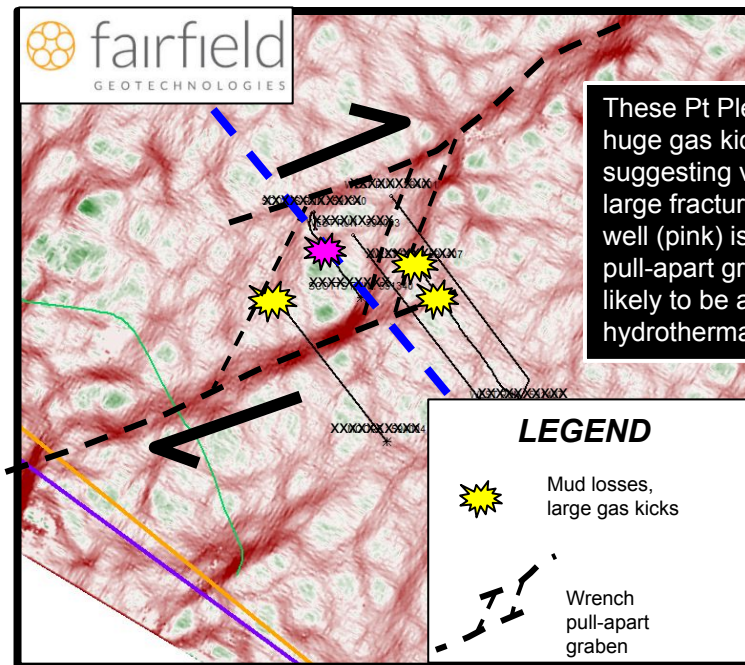 fairfield
GEOTECHNOLOGIES
These Pt Ple
huge gas kic
suggesting v
large fractur
well (pink) is
pull-apart gr
likely to be a
hydrotherma
LEGEND
Mud losses,
large gas kicks
Wrench
pull-apart
graben